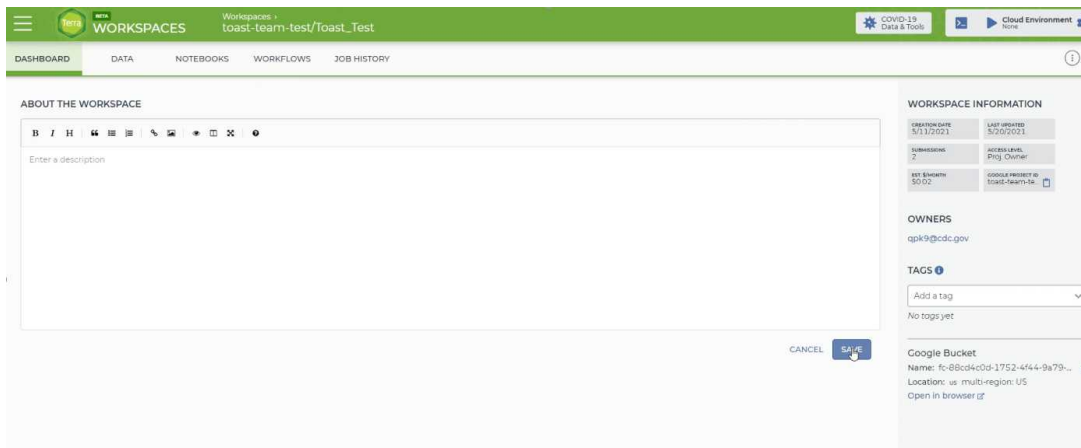 Terra
BETA
WORKSPACES
Workspaces ›
toast-team-test/Toast_Test
COVID-19
Data & Tools
Cloud Environment
None
DASHBOARD DATA NOTEBOOKS WORKFLOWS JOB HISTORY
ABOUT THE WORKSPACE
B I H
Enter a description
CANCEL SAVE
WORKSPACE INFORMATION
CREATION DATE
5/11/2021
LAST UPDATED
5/20/2021
SUBMISSIONS
2
ACCESS LEVEL
Proj. Owner
EST. $/MONTH
$0.02
GOOGLE PROJECT ID
toast-team-te...
OWNERS
qpk9@cdc.gov
TAGS
Add a tag
No tags yet
Google Bucket
Name: fc-88cd4c0d-1752-4f44-9a79-...
Location: us multi-region: US
Open in browser